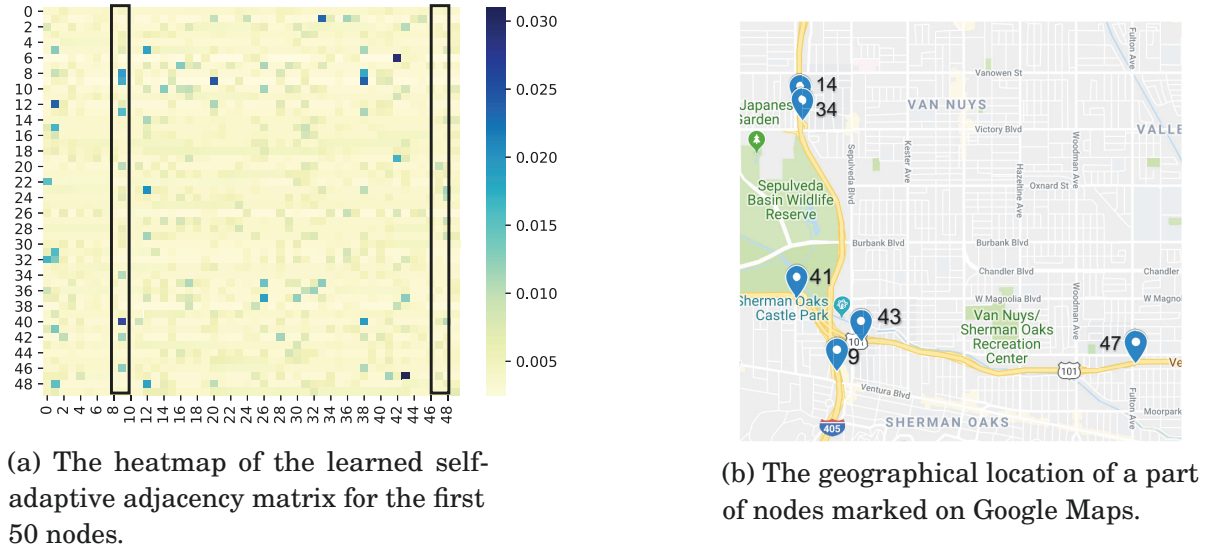 0
2
4
6
8
10
12
14
16
18
20
22
24
26
28
30
32
34
36
38
40
42
44
46
48
0 2 4 6 8 10 12 14 16 18 20 22 24 26 28 30 32 34 36 38 40 42 44 46 48
0.030
0.025
0.020
0.015
0.010
0.005
(a) The heatmap of the learned self-
adaptive adjacency matrix for the first
50 nodes.
Fulton Ave
Vanowen St
14
34
VAN NUYS
Japanes
Garden
Victory Blvd
VALLE
Sepulveda Blvd
Kester Ave
Hazeltine Ave
Woodman Ave
Oxnard St
Sepulveda
Basin Wildlife
Reserve
Burbank Blvd
Burbank Blvd
41
Chandler Blvd
Chandler
Sherman Oaks
Castle Park
W Magnolia Blvd
W Magnol
Woodman Ave
43
Van Nuys/
Sherman Oaks
Recreation
Center
101
47
9
101
Ve
Ventura Blvd
Fulton Ave
Moorpark
SHERMAN OAKS
405
(b) The geographical location of a part
of nodes marked on Google Maps.